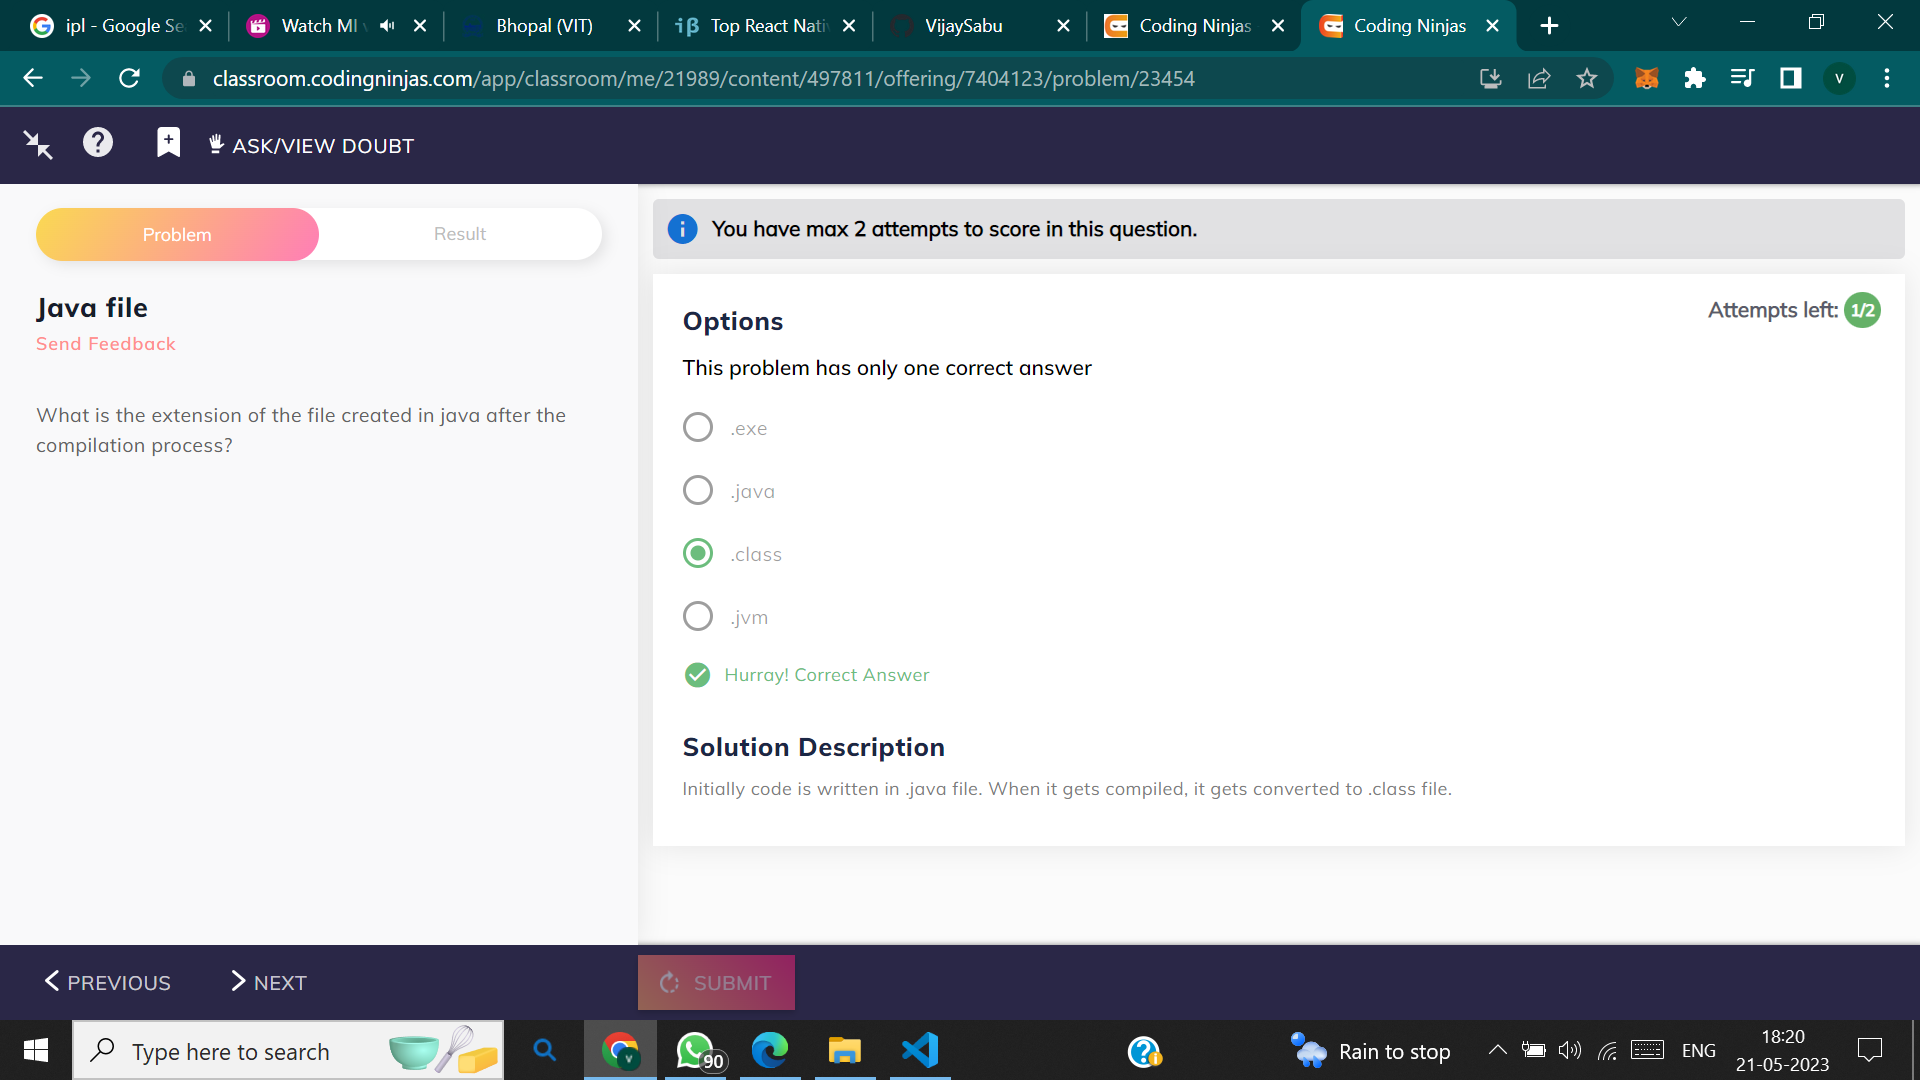 ipl - Google Se
Watch MI v
Bhopal (VIT)
Top React Nati
VijaySabu
Coding Ninjas
Coding Ninjas
classroom.codingninjas.com/app/classroom/me/21989/content/497811/offering/7404123/problem/23454
V
ASK/VIEW DOUBT
Problem
Result
Java file
Send Feedback
What is the extension of the file created in java after the
compilation process?
You have max 2 attempts to score in this question.
Attempts left: 1/2
Options
This problem has only one correct answer
.exe
.java
.class
.jvm
Hurray! Correct Answer
Solution Description
Initially code is written in .java file. When it gets compiled, it gets converted to .class file.
PREVIOUS
NEXT
SUBMIT
Type here to search
V
90
Rain to stop
ENG
18:20
21-05-2023